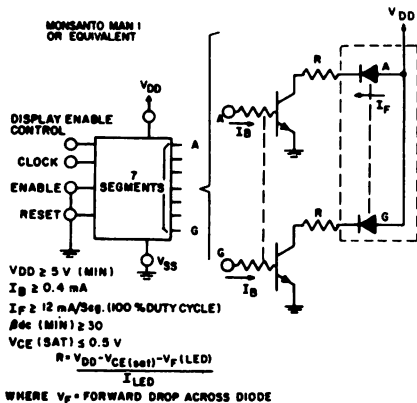 MONSANTO MAN 1
OR EQUIVALENT
VDD
DISPLAY ENABLE
CONTROL
CLOCK
ENABLE
RESET
7
SEGMENTS
A
G
VSS
VDD
R
A
A
IB
IF
R
G
G
IB
VDD ≥ 5 V (MIN)
IB ≥ 0.4 mA
IF ≥ 12 mA/Seg. (100 % DUTY CYCLE)
βdc (MIN) ≥ 30
VCE (SAT) ≤ 0.5 V
R = VDD - VCE(sat) - VF (LED)
ILED
WHERE VF = FORWARD DROP ACROSS DIODE